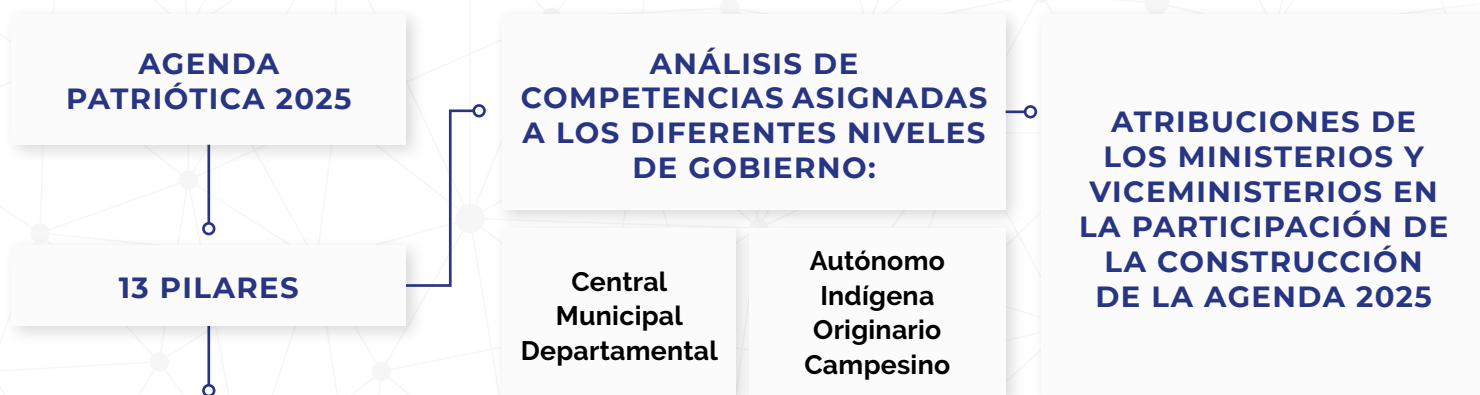 AGENDA
PATRIÓTICA 2025
13 PILARES
ANÁLISIS DE
COMPETENCIAS ASIGNADAS
A LOS DIFERENTES NIVELES
DE GOBIERNO:
Central
Municipal
Departamental
Autónomo
Indígena
Originario
Campesino
ATRIBUCIONES DE
LOS MINISTERIOS Y
VICEMINISTERIOS EN
LA PARTICIPACIÓN DE
LA CONSTRUCCIÓN
DE LA AGENDA 2025